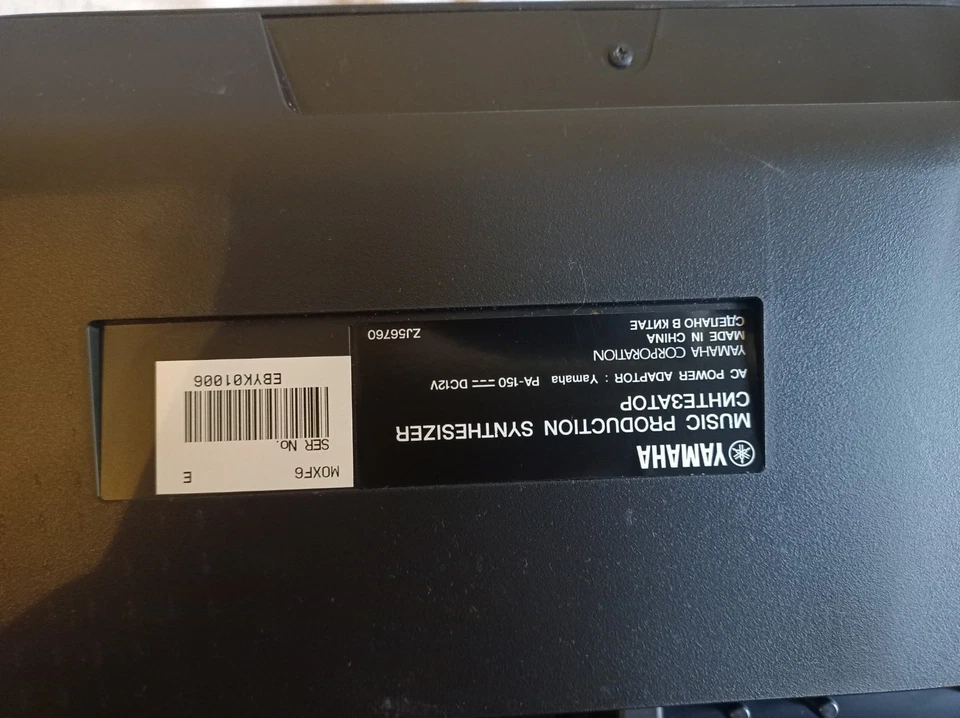 YAMAHA
MUSIC PRODUCTION SYNTHESIZER
СИНТЕЗАТОР
AC POWER ADAPTOR : Yamaha PA-150 DC12V
YAMAHA CORPORATION
MADE IN CHINA
СДЕЛАНО В КИТАЕ
ZJ56760
MOXF6 E
SER No.
EBYK01006